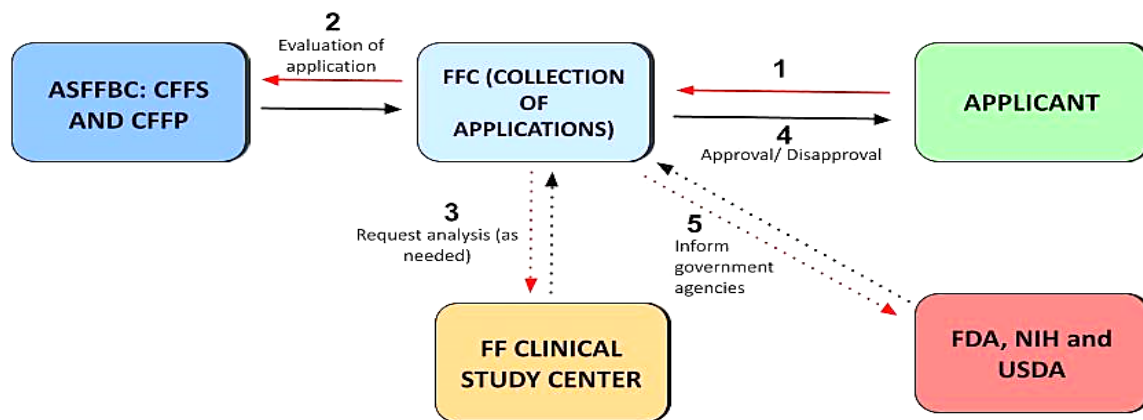 2
Evaluation of
application
ASFFBC: CFFS
AND CFFP
FFC (COLLECTION
OF
APPLICATIONS)
1
APPLICANT
4
Approval/ Disapproval
3
Request analysis (as
needed)
5
Inform
government
agencies
FF CLINICAL
STUDY CENTER
FDA, NIH and
USDA